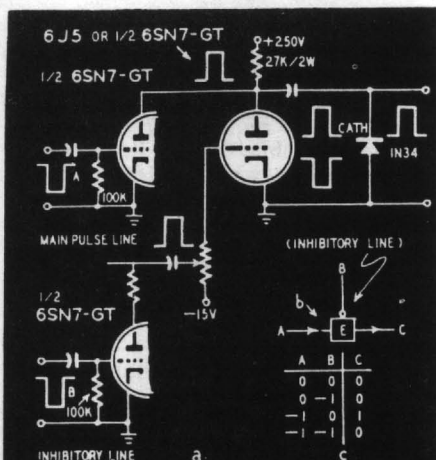 6J5 OR 1/2 6SN7-GT
1/2 6SN7-GT
+250V
27K/2W
CATH
IN34
A
100K
MAIN PULSE LINE
1/2
6SN7-GT
-15V
B
100K
INHIBITORY LINE
a
(INHIBITORY LINE)
B
b
A E C
A B C
0 0 0
0 -1 0
-1 0 1
-1 -1 0
C